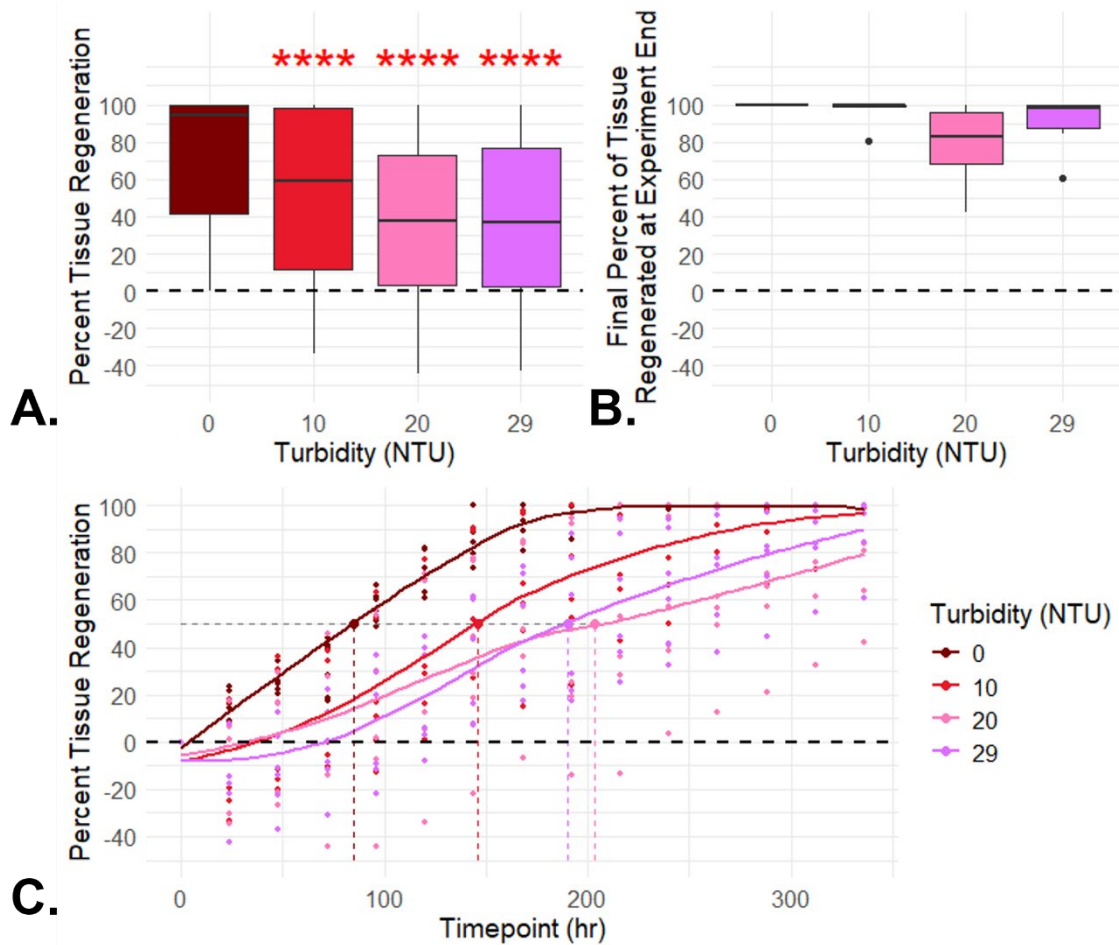 ****  ****  ****
Percent Tissue Regeneration
100
80
60
40
20
0
-20
-40
0 10 20 29
Turbidity (NTU)
A.
Final Percent of Tissue
Regenerated at Experiment End
100
80
60
40
20
0
-20
-40
0 10 20 29
Turbidity (NTU)
B.
Percent Tissue Regeneration
100
80
60
40
20
0
-20
-40
0 100 200 300
Timepoint (hr)
C.
Turbidity (NTU)
0
10
20
29